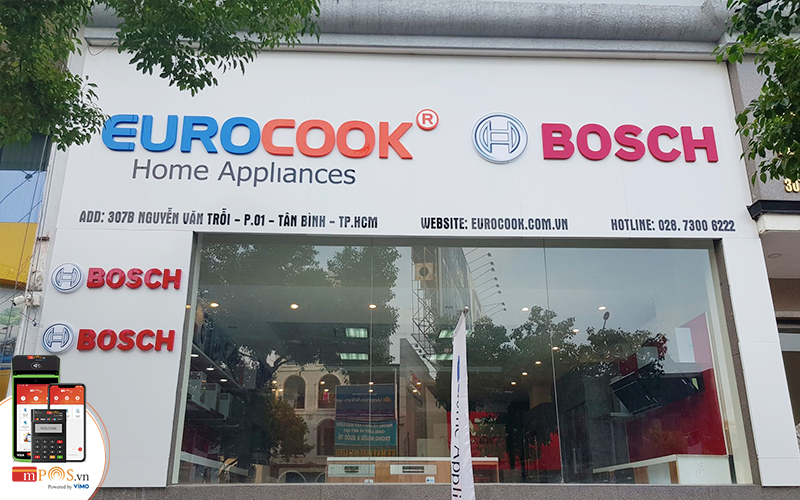 EUROCOOK®
Home Appliances
BOSCH
ADD: 307B NGUYỄN VĂN TRỖI - P.01 - TÂN BÌNH - TP.HCM
WEBSITE: EUROCOOK.COM.VN
HOTLINE: 028. 7300 6222
BOSCH
BOSCH
mPOS.vn
Powered by ViMO